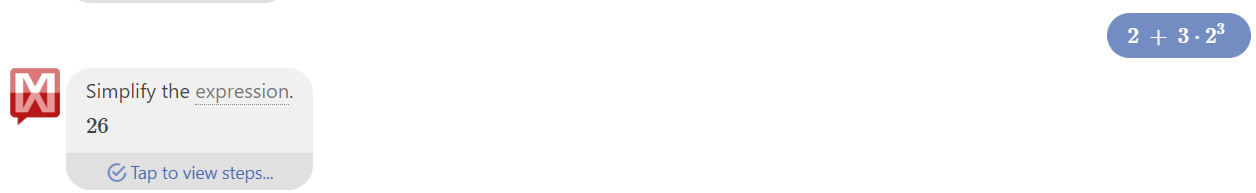 2 + 3 · 2³
Simplify the expression.
26
Tap to view steps...